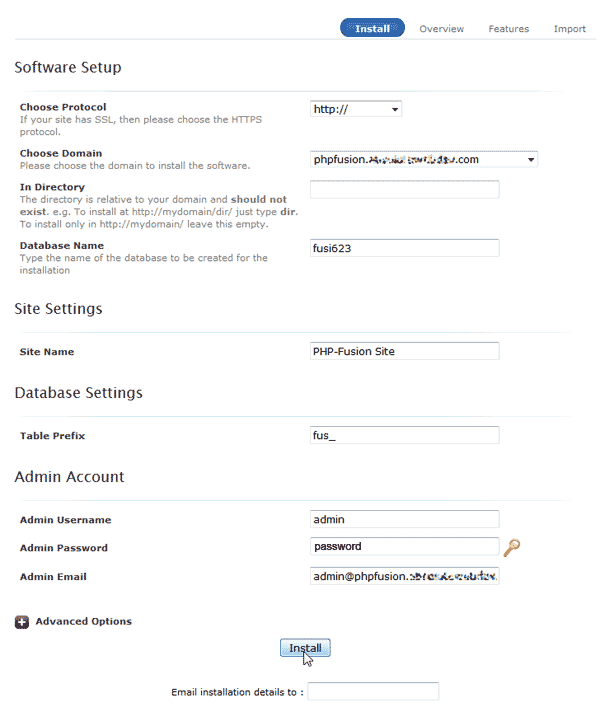 Install Overview Features Import
Software Setup
Choose Protocol
If your site has SSL, then please choose the HTTPS
protocol.
http://
Choose Domain
Please choose the domain to install the software.
phpfusion. .com
In Directory
The directory is relative to your domain and should not
exist. e.g. To install at http://mydomain/dir/ just type dir.
To install only in http://mydomain/ leave this empty.
Database Name
Type the name of the database to be created for the
installation
fusi623
Site Settings
Site Name
PHP-Fusion Site
Database Settings
Table Prefix
fus_
Admin Account
Admin Username
admin
Admin Password
password
Admin Email
admin@phpfusion.
Advanced Options
Install
Email installation details to :